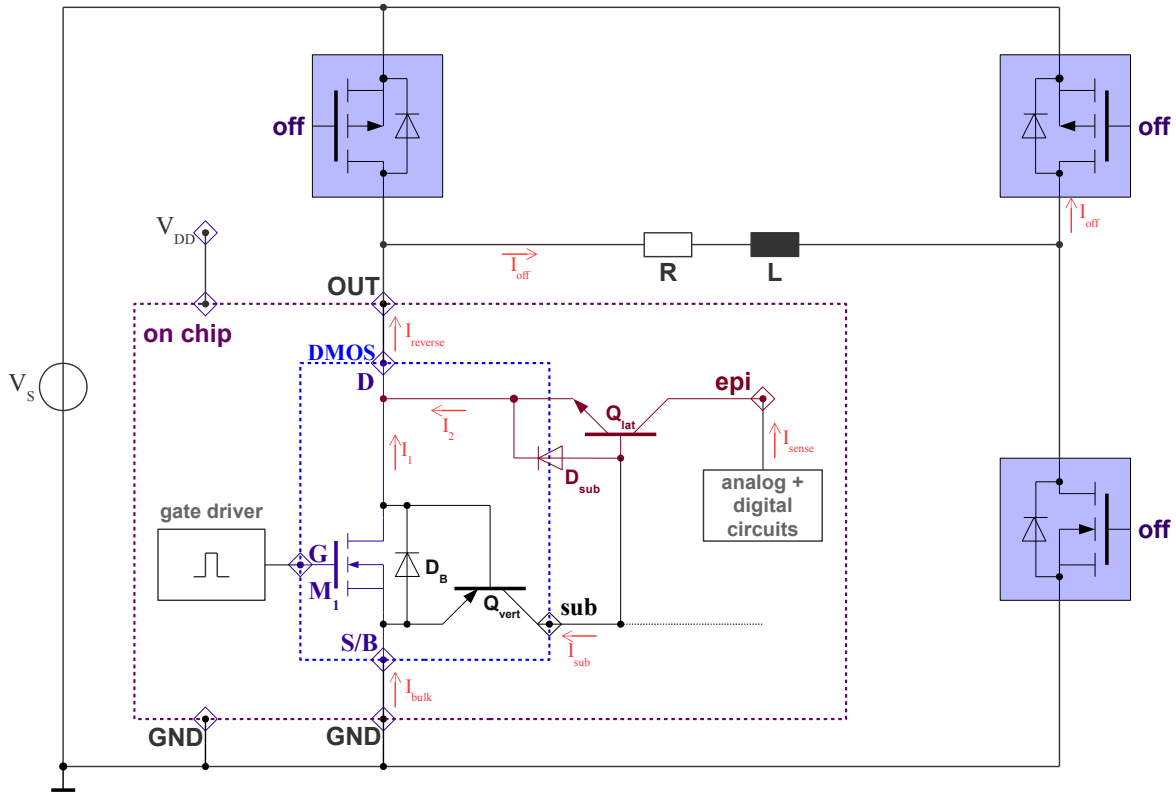 off
off
I_off
V_DD
I_off
R
L
OUT
on chip
I_reverse
DMOS
D
epi
V_S
Q_lat
I_2
I_sense
I_1
D_sub
analog +
digital
circuits
gate driver
off
G
D_B
M_1
Q_vert
sub
S/B
I_sub
I_bulk
GND
GND